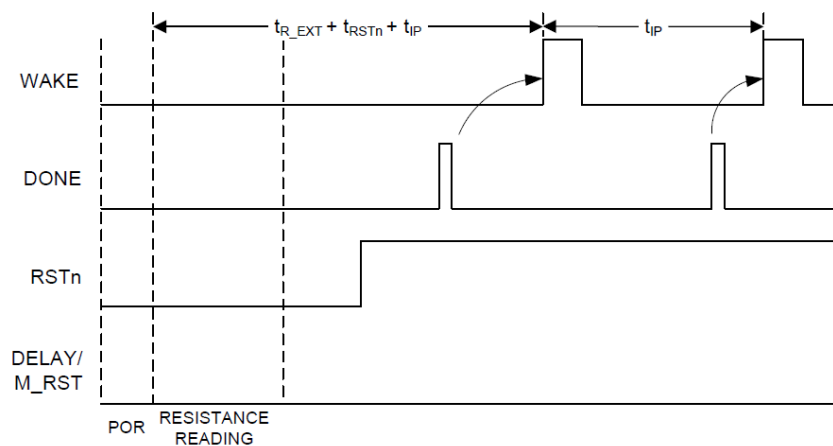 tR_EXT + tRSTn + tIP
tIP
WAKE
DONE
RSTn
DELAY/
M_RST
POR
RESISTANCE
READING